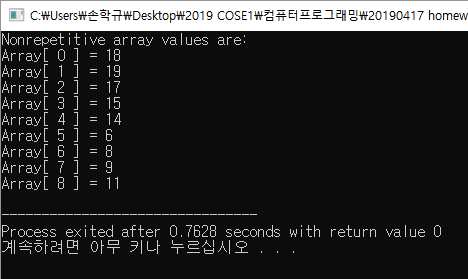 C:₩Users₩손학규₩Desktop₩2019 COSE1₩컴퓨터프로그래밍₩20190417 homew
Nonrepetitive array values are:
Array[ 0 ] = 18
Array[ 1 ] = 19
Array[ 2 ] = 17
Array[ 3 ] = 15
Array[ 4 ] = 14
Array[ 5 ] = 6
Array[ 6 ] = 8
Array[ 7 ] = 9
Array[ 8 ] = 11
--------------------------------
Process exited after 0.7628 seconds with return value 0
계속하려면 아무 키나 누르십시오 . . .